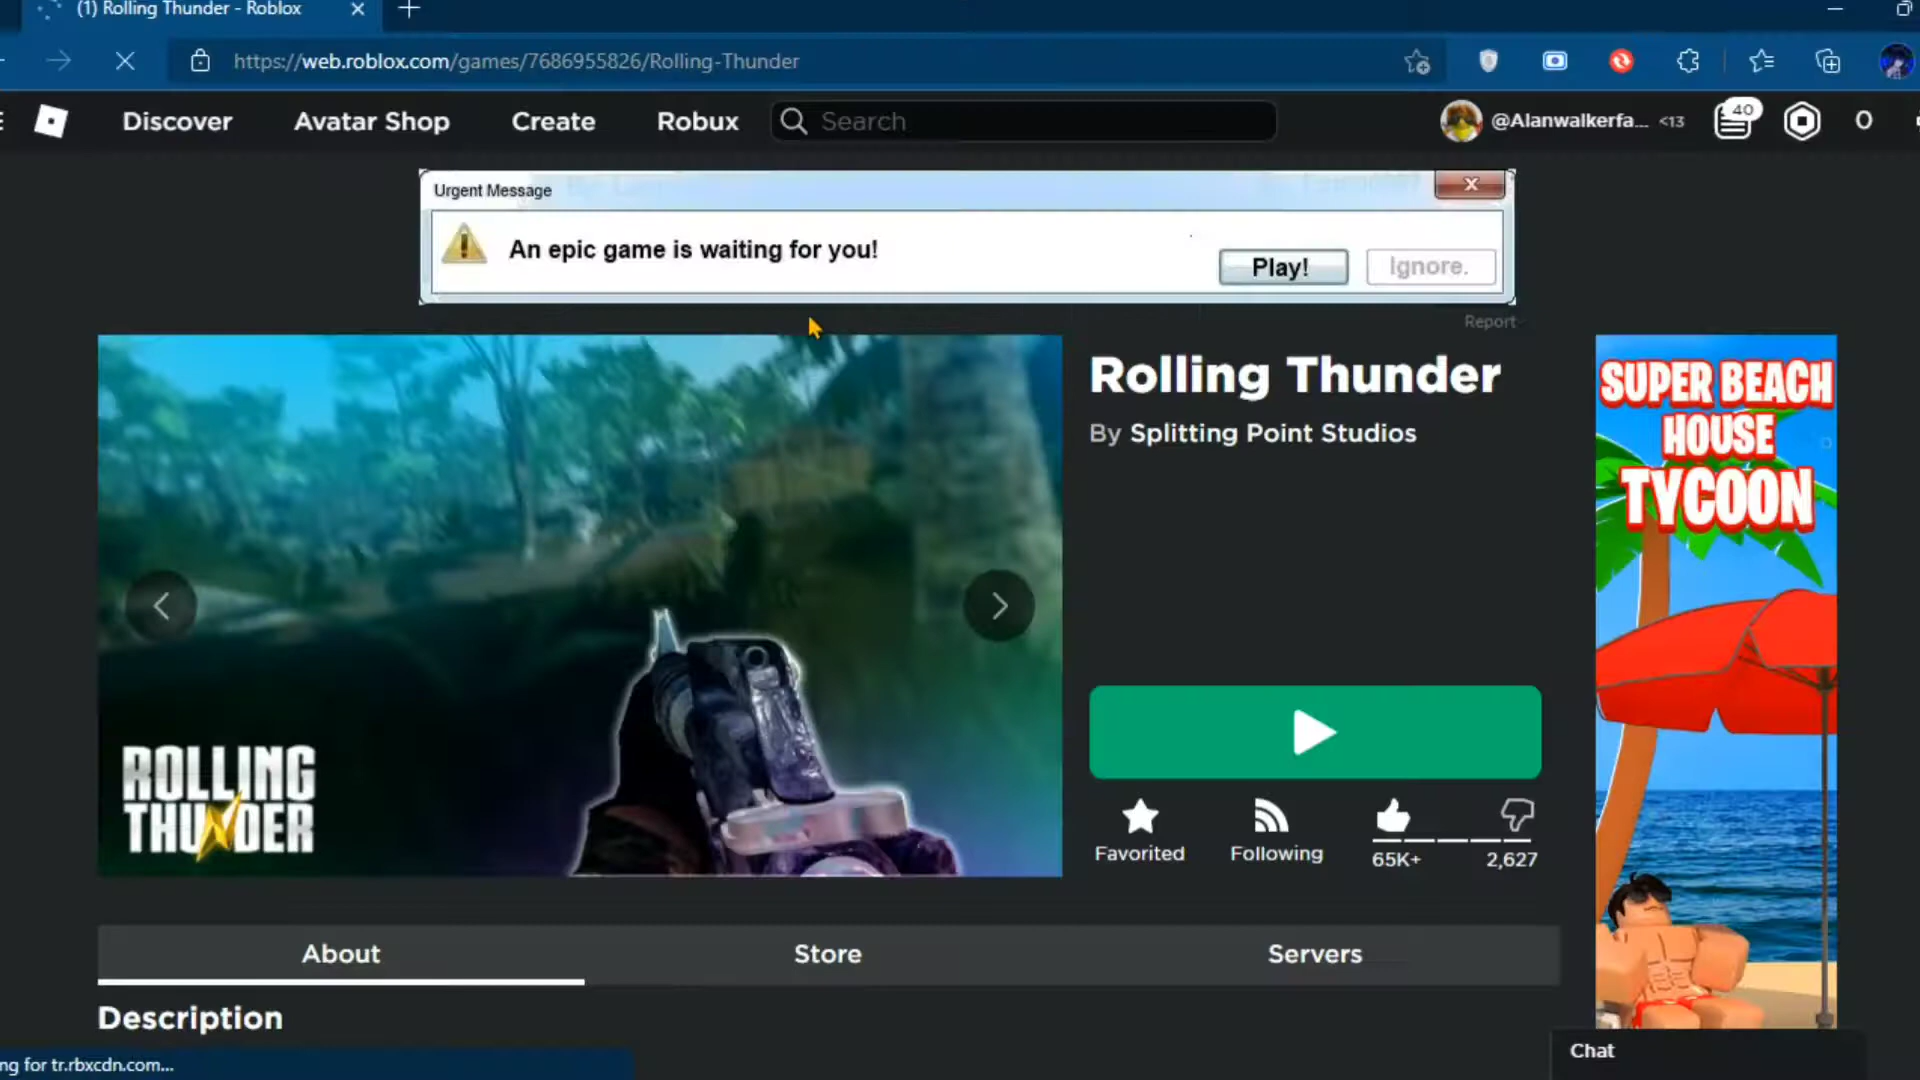 (1) Rolling Thunder - Roblox
https://web.roblox.com/games/7686955826/Rolling-Thunder
Discover
Avatar Shop
Create
Robux
Search
@Alanwalkerfa... <13
40
0
Urgent Message
x
An epic game is waiting for you!
Play!
Ignore.
Report
ROLLING
THUNDER
Rolling Thunder
By Splitting Point Studios
Favorited
Following
65K+
2,627
SUPER BEACH
HOUSE
TYCOON
About
Store
Servers
Description
ng for tr.rbxcdn.com...
Chat